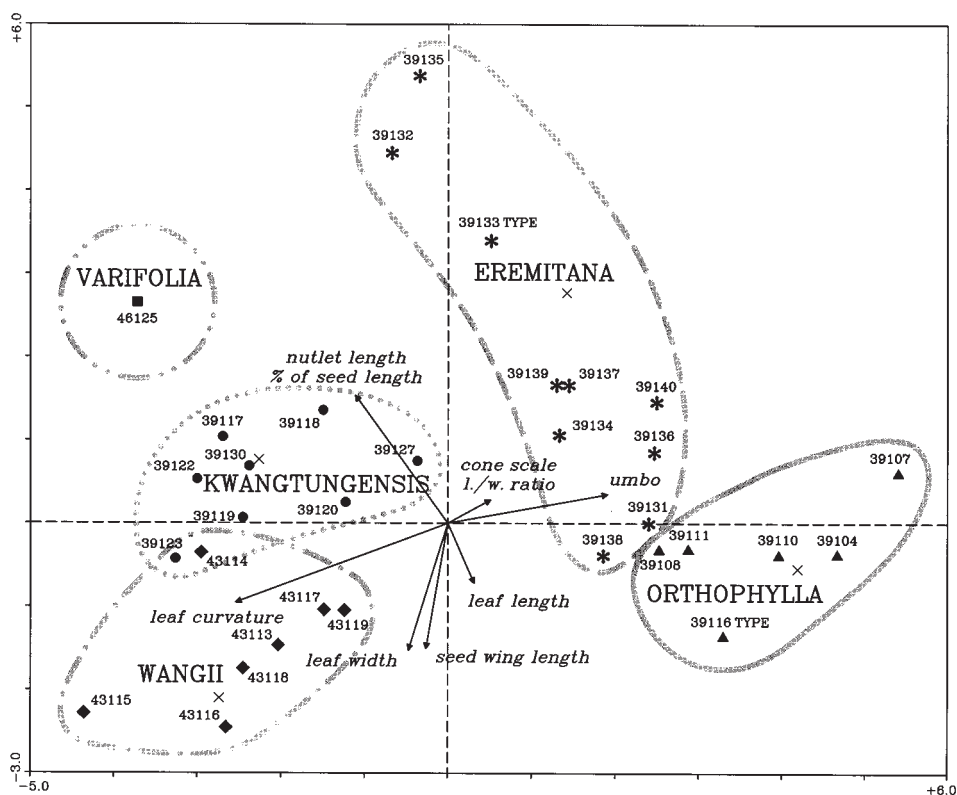 +6.0
39135
39132
39133 TYPE
EREMITANA
VARIFOLIA
46125
nutlet length
% of seed length
39139
39137
39140
39118
39117
39134
39136
39130
39127
39122
cone scale
l./w. ratio
umbo
39107
KWANGTUNGENSIS
39119
39120
39131
39123
43114
39138
39111
39108
39110
39104
43117
leaf length
ORTHOPHYLLA
leaf curvature
43119
39116 TYPE
43113
leaf width
seed wing length
WANGII
43118
43115
43116
-3.0
-5.0
+6.0